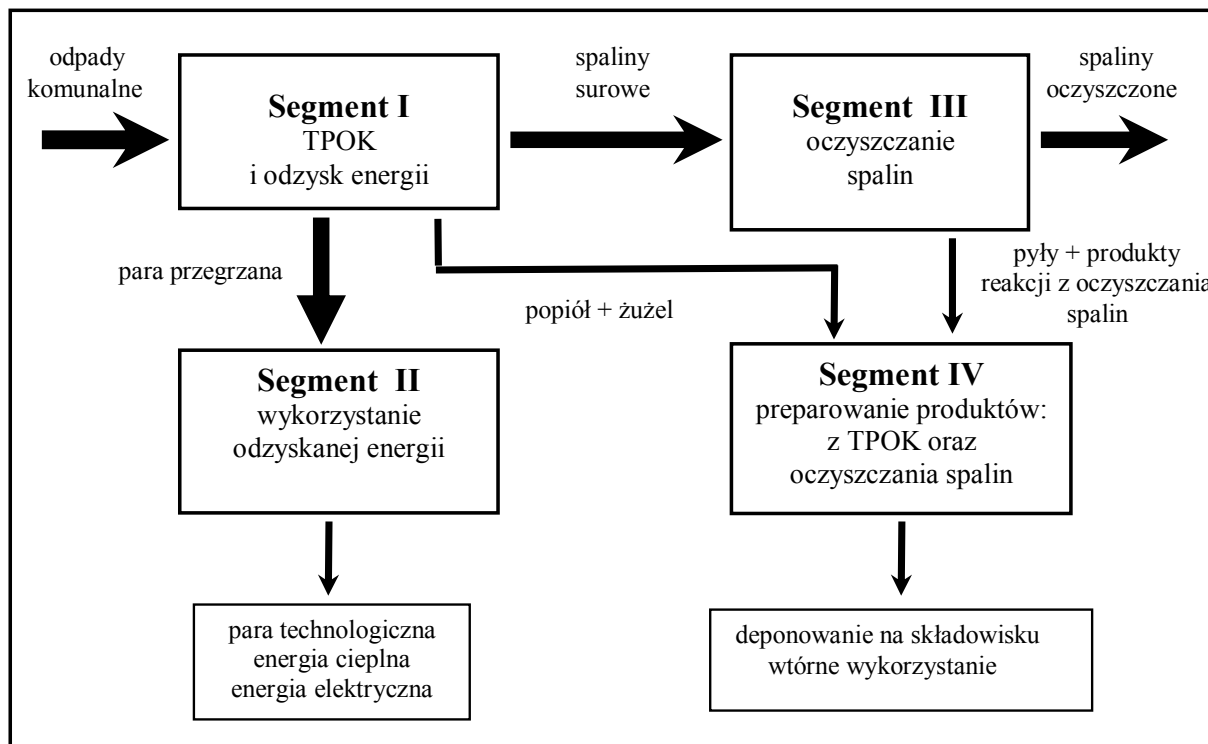 odpady
komunalne
Segment I
TPOK
i odzysk energii
spaliny
surowe
Segment III
oczyszczanie
spalin
spaliny
oczyszczone
para przegrzana
popiół + żużel
pyły + produkty
reakcji z oczyszczania
spalin
Segment II
wykorzystanie
odzyskanej energii
Segment IV
preparowanie produktów:
z TPOK oraz
oczyszczania spalin
para technologiczna
energia cieplna
energia elektryczna
deponowanie na składowisku
wtórne wykorzystanie